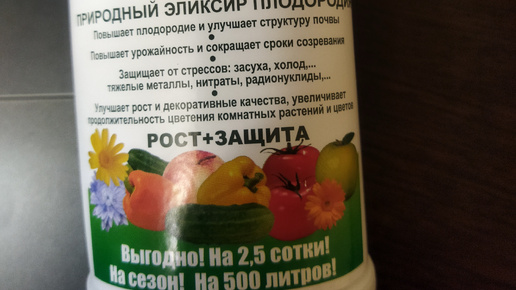 ПРИРОДНЫЙ ЭЛИКСИР ПЛОДОРОДИЯ
Повышает плодородие и улучшает структуру почвы
•
Повышает урожайность и сокращает сроки созревания
•
Защищает от стрессов: засуха, холод,...
тяжелые металлы, нитраты, радионуклиды,...
•
Улучшает рост и декоративные качества, увеличивает
продолжительность цветения комнатных растений и цветов
РОСТ+ЗАЩИТА
Выгодно! На 2,5 сотки!
На сезон! На 500 литров!